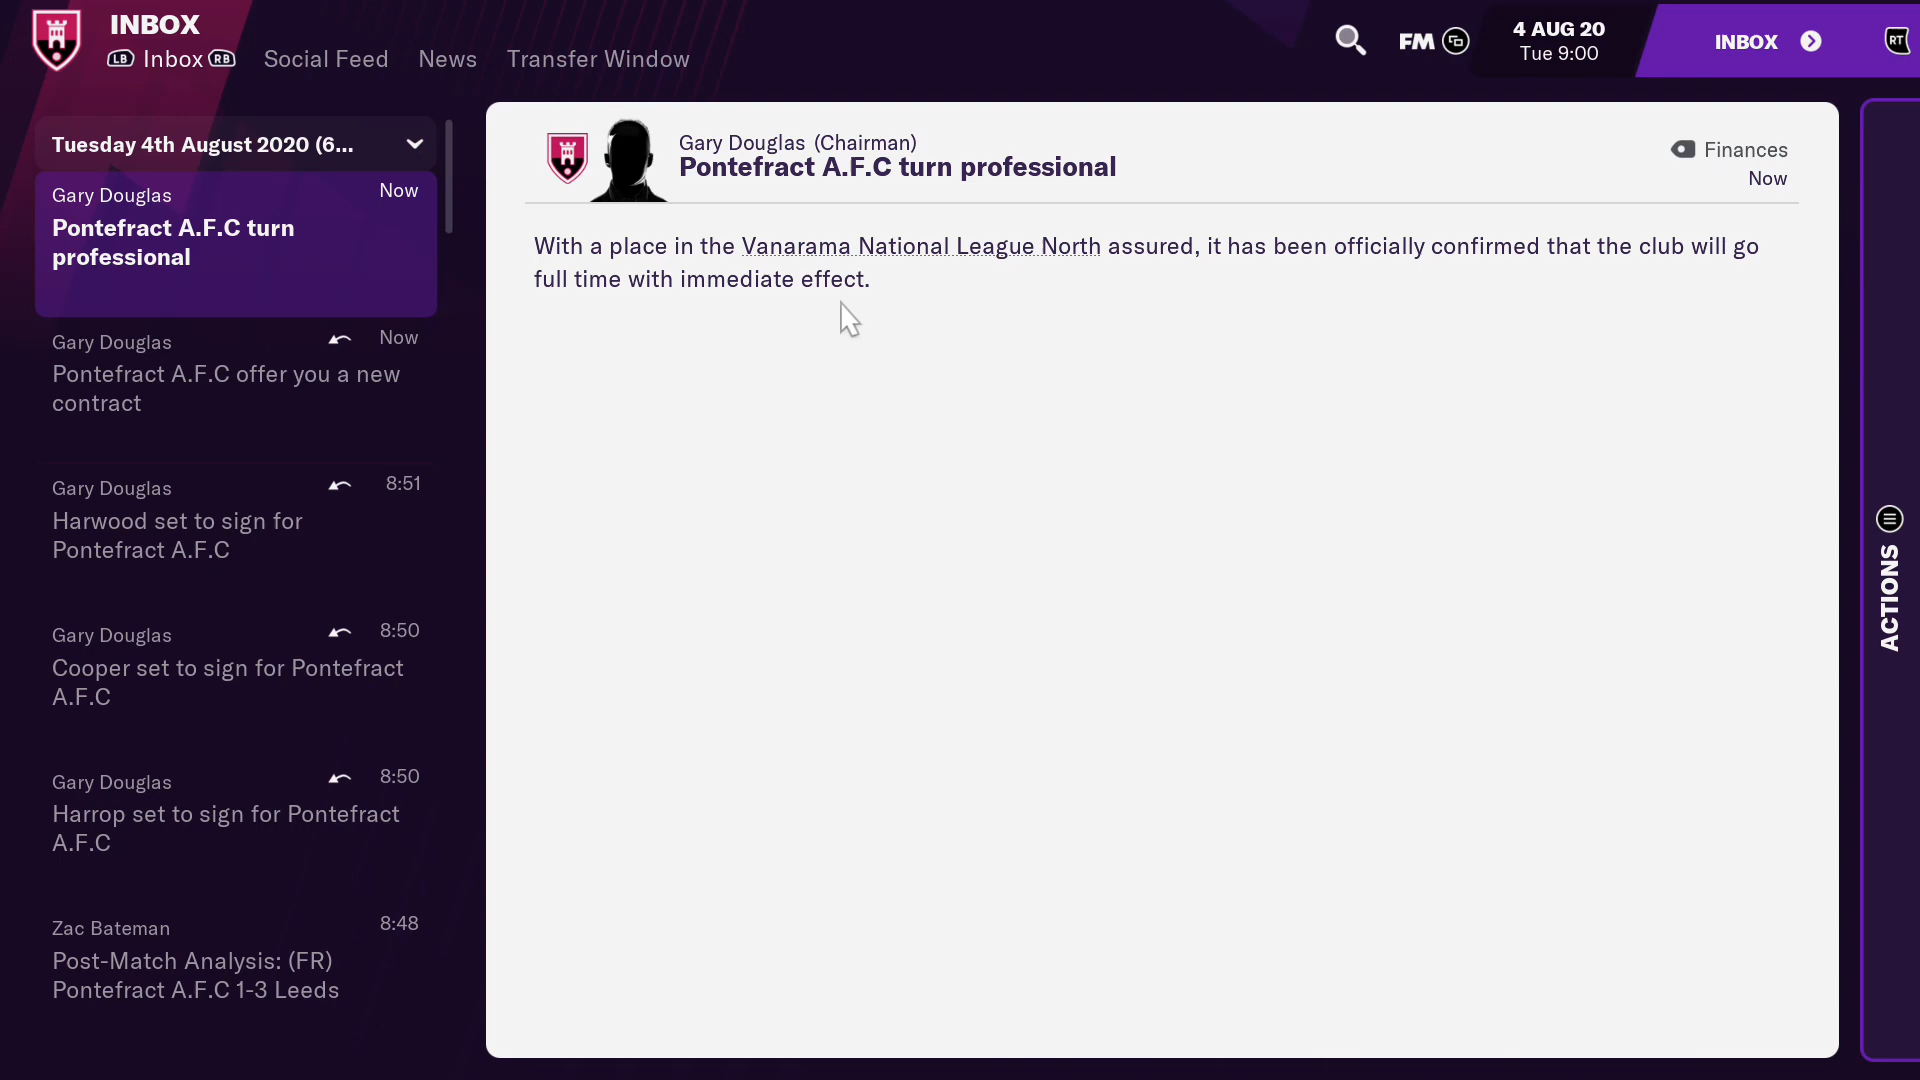 INBOX
LB Inbox RB Social Feed News Transfer Window
FM
4 AUG 20
Tue 9:00
INBOX
RT
Tuesday 4th August 2020 (6...
Gary Douglas Now
Pontefract A.F.C turn
professional
Gary Douglas Now
Pontefract A.F.C offer you a new
contract
Gary Douglas 8:51
Harwood set to sign for
Pontefract A.F.C
Gary Douglas 8:50
Cooper set to sign for Pontefract
A.F.C
Gary Douglas 8:50
Harrop set to sign for Pontefract
A.F.C
Zac Bateman 8:48
Post-Match Analysis: (FR)
Pontefract A.F.C 1-3 Leeds
Gary Douglas (Chairman)
Pontefract A.F.C turn professional
Finances
Now
With a place in the Vanarama National League North assured, it has been officially confirmed that the club will go
full time with immediate effect.
ACTIONS